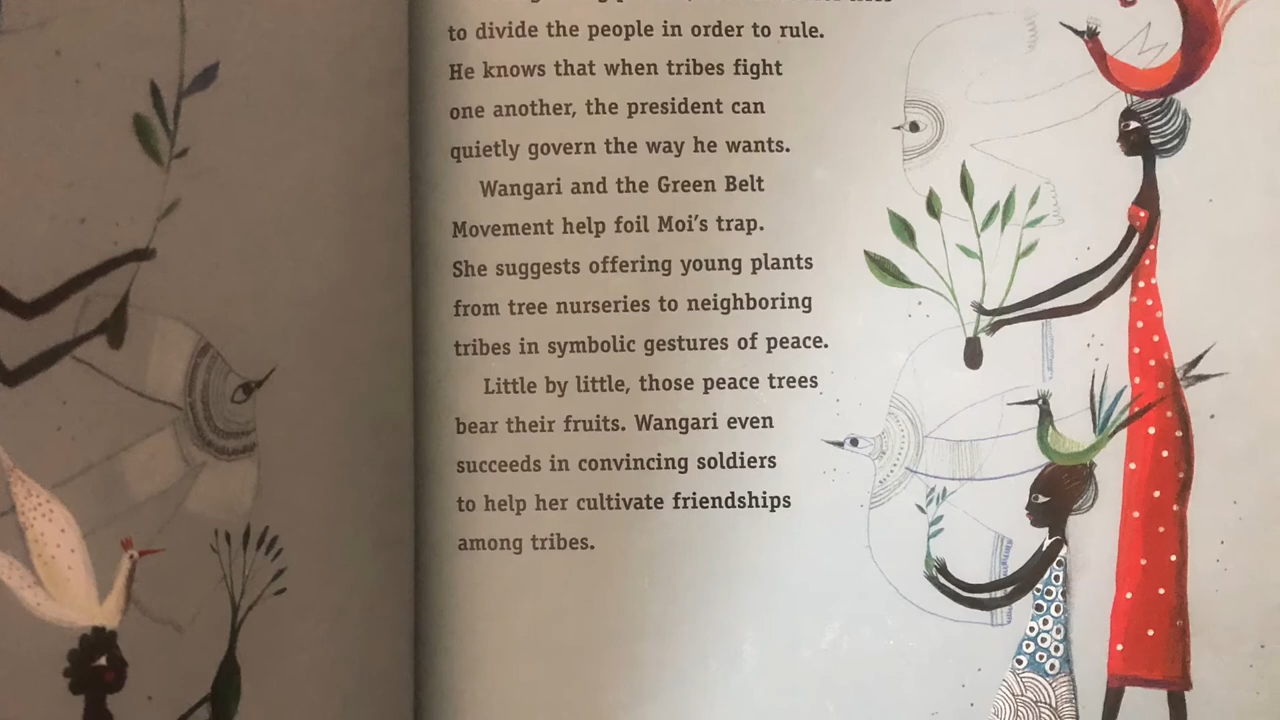 to divide the people in order to rule.
He knows that when tribes fight
one another, the president can
quietly govern the way he wants.
Wangari and the Green Belt
Movement help foil Moi's trap.
She suggests offering young plants
from tree nurseries to neighboring
tribes in symbolic gestures of peace.
Little by little, those peace trees
bear their fruits. Wangari even
succeeds in convincing soldiers
to help her cultivate friendships
among tribes.